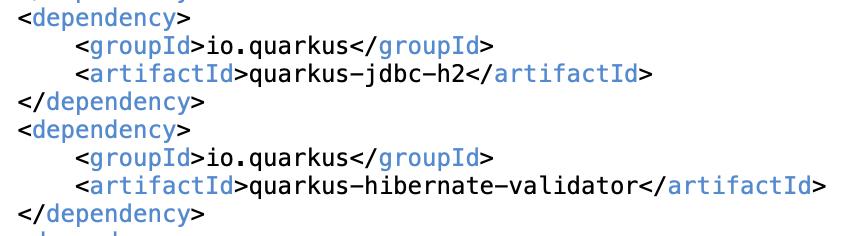 <dependency>
    <groupId>io.quarkus</groupId>
    <artifactId>quarkus-jdbc-h2</artifactId>
</dependency>
<dependency>
    <groupId>io.quarkus</groupId>
    <artifactId>quarkus-hibernate-validator</artifactId>
</dependency>